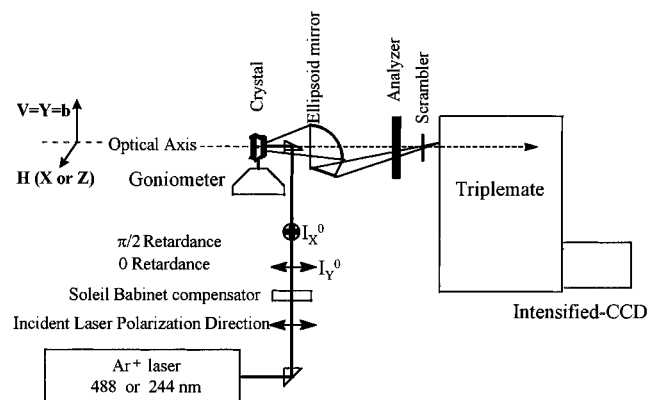 Crystal
Ellipsoid mirror
Analyzer
Scrambler
V=Y=b
Optical Axis
H (X or Z)
Goniometer
Triplemate
π/2 Retardance
I_X^0
0 Retardance
I_Y^0
Soleil Babinet compensator
Intensified-CCD
Incident Laser Polarization Direction
Ar⁺ laser
488 or 244 nm